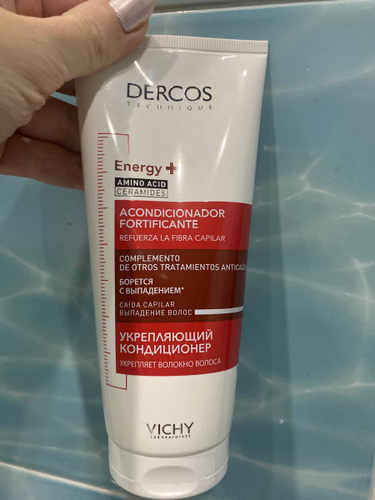 DERCOS
TECHNIQUE
Energy+
AMINO ACID
CERAMIDES
ACONDICIONADOR
FORTIFICANTE
REFUERZA LA FIBRA CAPILAR
COMPLEMENTO
DE OTROS TRATAMIENTOS ANTICAÍDA
БОРЕТСЯ
С ВЫПАДЕНИЕМ*
CAÍDA CAPILAR
ВЫПАДЕНИЕ ВОЛОС
УКРЕПЛЯЮЩИЙ
КОНДИЦИОНЕР
УКРЕПЛЯЕТ ВОЛОКНО ВОЛОСА
VICHY
LABORATOIRES